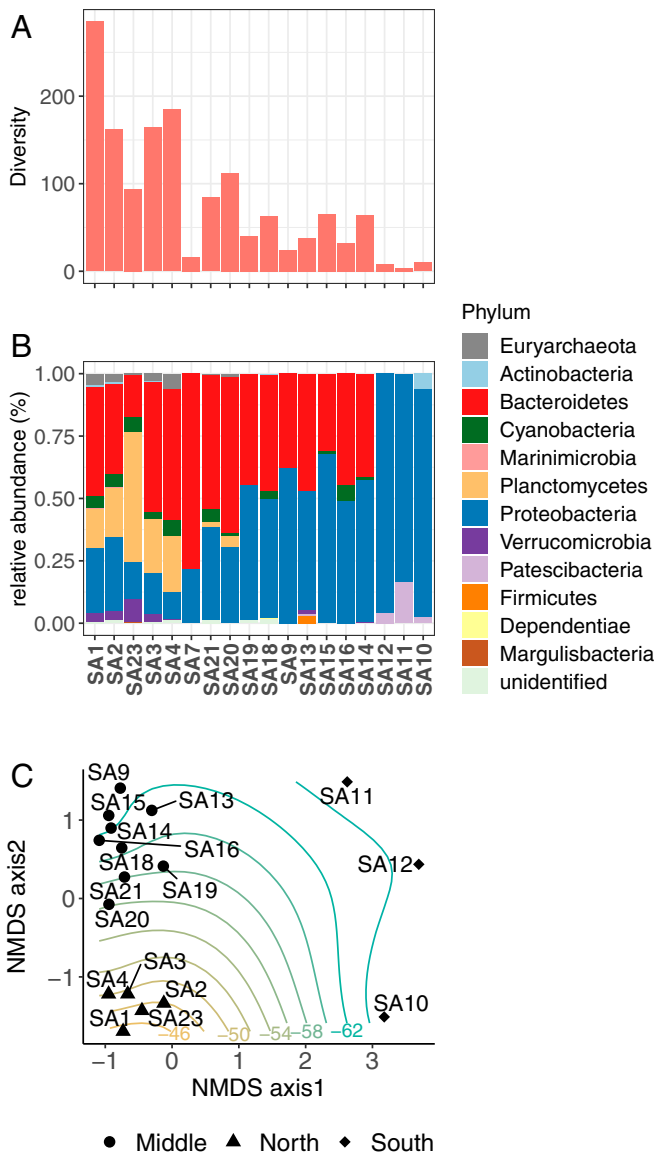 A
Diversity
200
100
0
B
relative abundance (%)
1.00
0.75
0.50
0.25
0.00
SA1 SA2 SA23 SA3 SA4 SA7 SA21 SA20 SA19 SA18 SA9 SA13 SA15 SA16 SA14 SA12 SA11 SA10
Phylum
Euryarchaeota
Actinobacteria
Bacteroidetes
Cyanobacteria
Marinimicrobia
Planctomycetes
Proteobacteria
Verrucomicrobia
Patescibacteria
Firmicutes
Dependentiae
Margulisbacteria
unidentified
C
NMDS axis2
1
0
−1
SA9
SA15 SA13 SA11
SA14
SA16
SA18 SA12
SA21 SA19
SA20
SA4 SA3
SA2
SA1 SA23 SA10
−46 −50 −54 −58 −62
−1 0 1 2 3
NMDS axis1
Middle North South